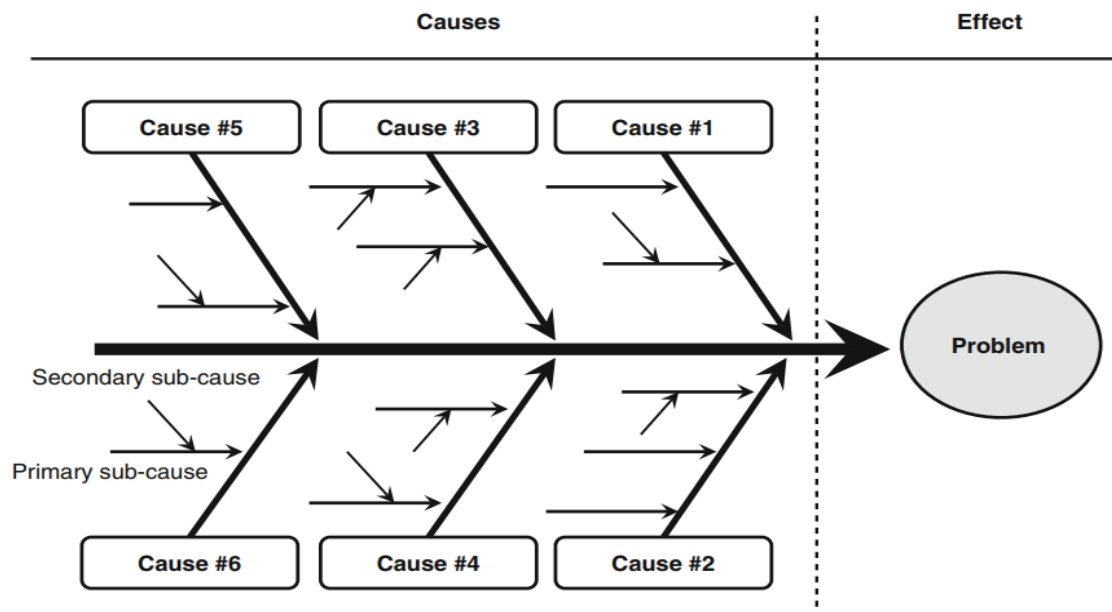 Causes
Effect
Cause #5
Cause #3
Cause #1
Problem
Secondary sub-cause
Primary sub-cause
Cause #6
Cause #4
Cause #2